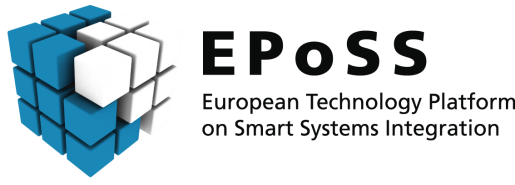 EPoSS
European Technology Platform
on Smart Systems Integration